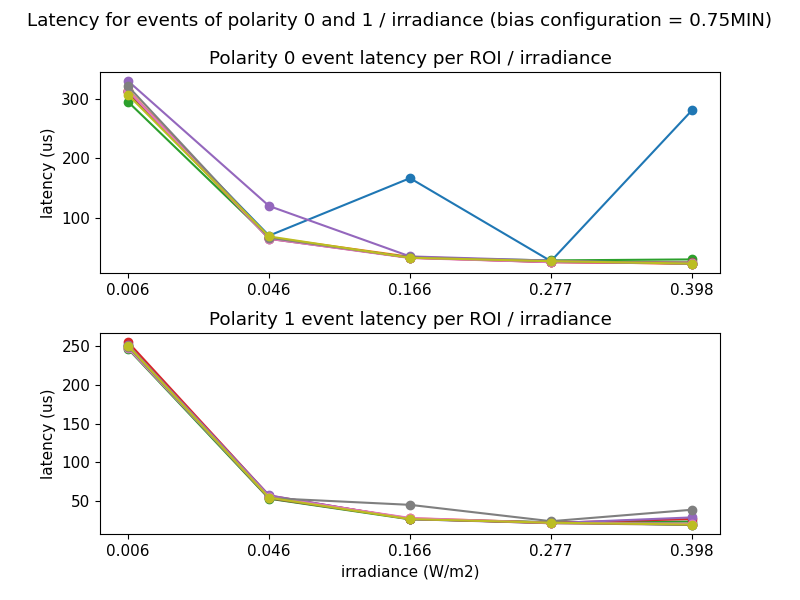 Latency for events of polarity 0 and 1 / irradiance (bias configuration = 0.75MIN)
Polarity 0 event latency per ROI / irradiance
300
200
100
latency (us)
0.006 0.046 0.166 0.277 0.398
Polarity 1 event latency per ROI / irradiance
250
200
150
100
50
latency (us)
0.006 0.046 0.166 0.277 0.398
irradiance (W/m2)